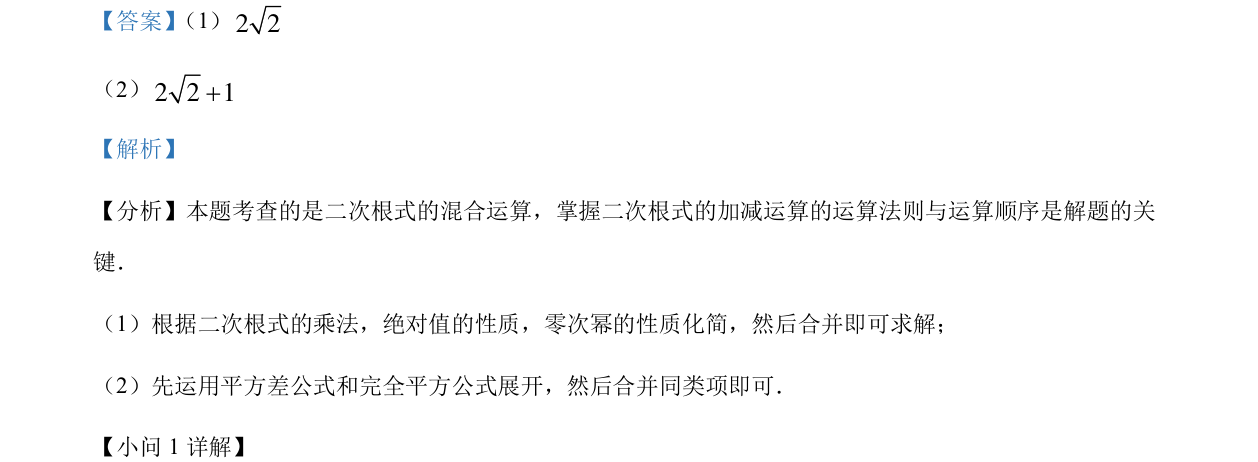 【答案】（1）2√2
（2）2√2+1
【解析】
【分析】本题考查的是二次根式的混合运算，掌握二次根式的加减运算的运算法则与运算顺序是解题的关
键．
（1）根据二次根式的乘法，绝对值的性质，零次幂的性质化简，然后合并即可求解；
（2）先运用平方差公式和完全平方公式展开，然后合并同类项即可．
【小问 1 详解】